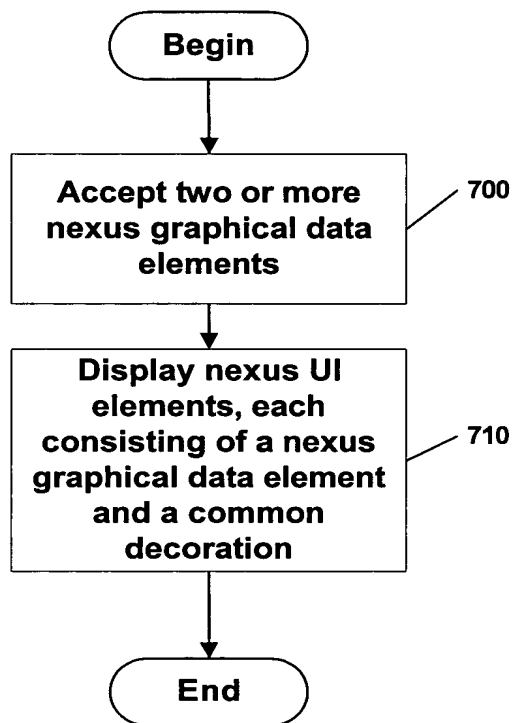 Begin
Accept two or more
nexus graphical data
elements
700
Display nexus UI
elements, each
consisting of a nexus
graphical data element
and a common
decoration
710
End